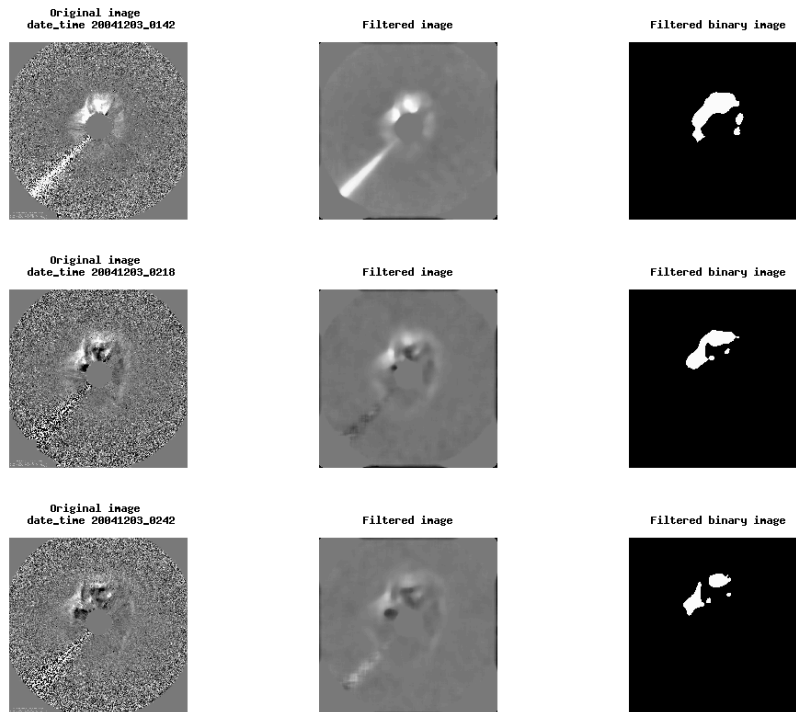 Original image
date_time 20041203_0142
Filtered image
Filtered binary image
Original image
date_time 20041203_0218
Filtered image
Filtered binary image
Original image
date_time 20041203_0242
Filtered image
Filtered binary image